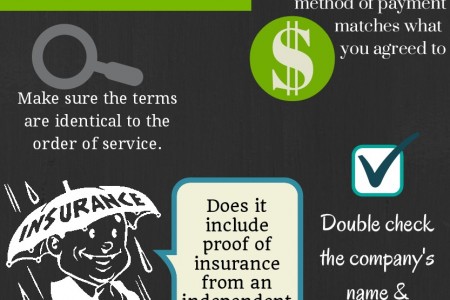 method of payment
matches what
you agreed to
$
Make sure the terms
are identical to the
order of service.
INSURANCE
Does it
include
proof of
insurance
from an
independent
Double check
the company's
name &